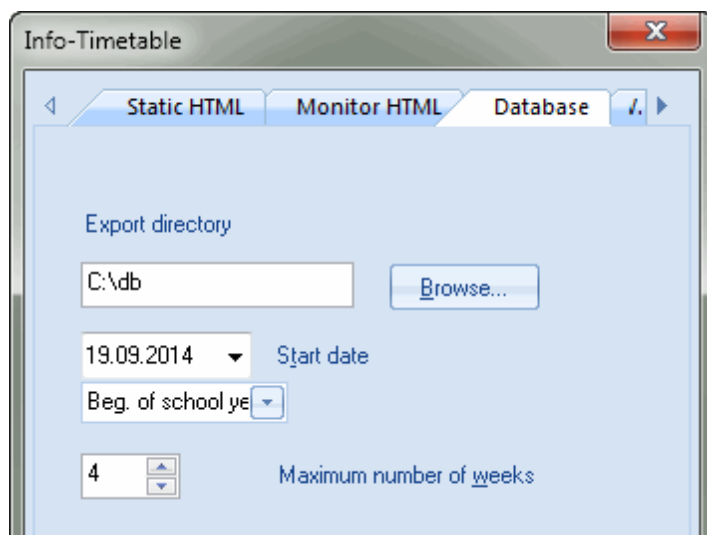 Info-Timetable
Static HTML Monitor HTML Database
Export directory
C:\db Browse...
19.09.2014 Start date
Beg. of school ye
4 Maximum number of weeks